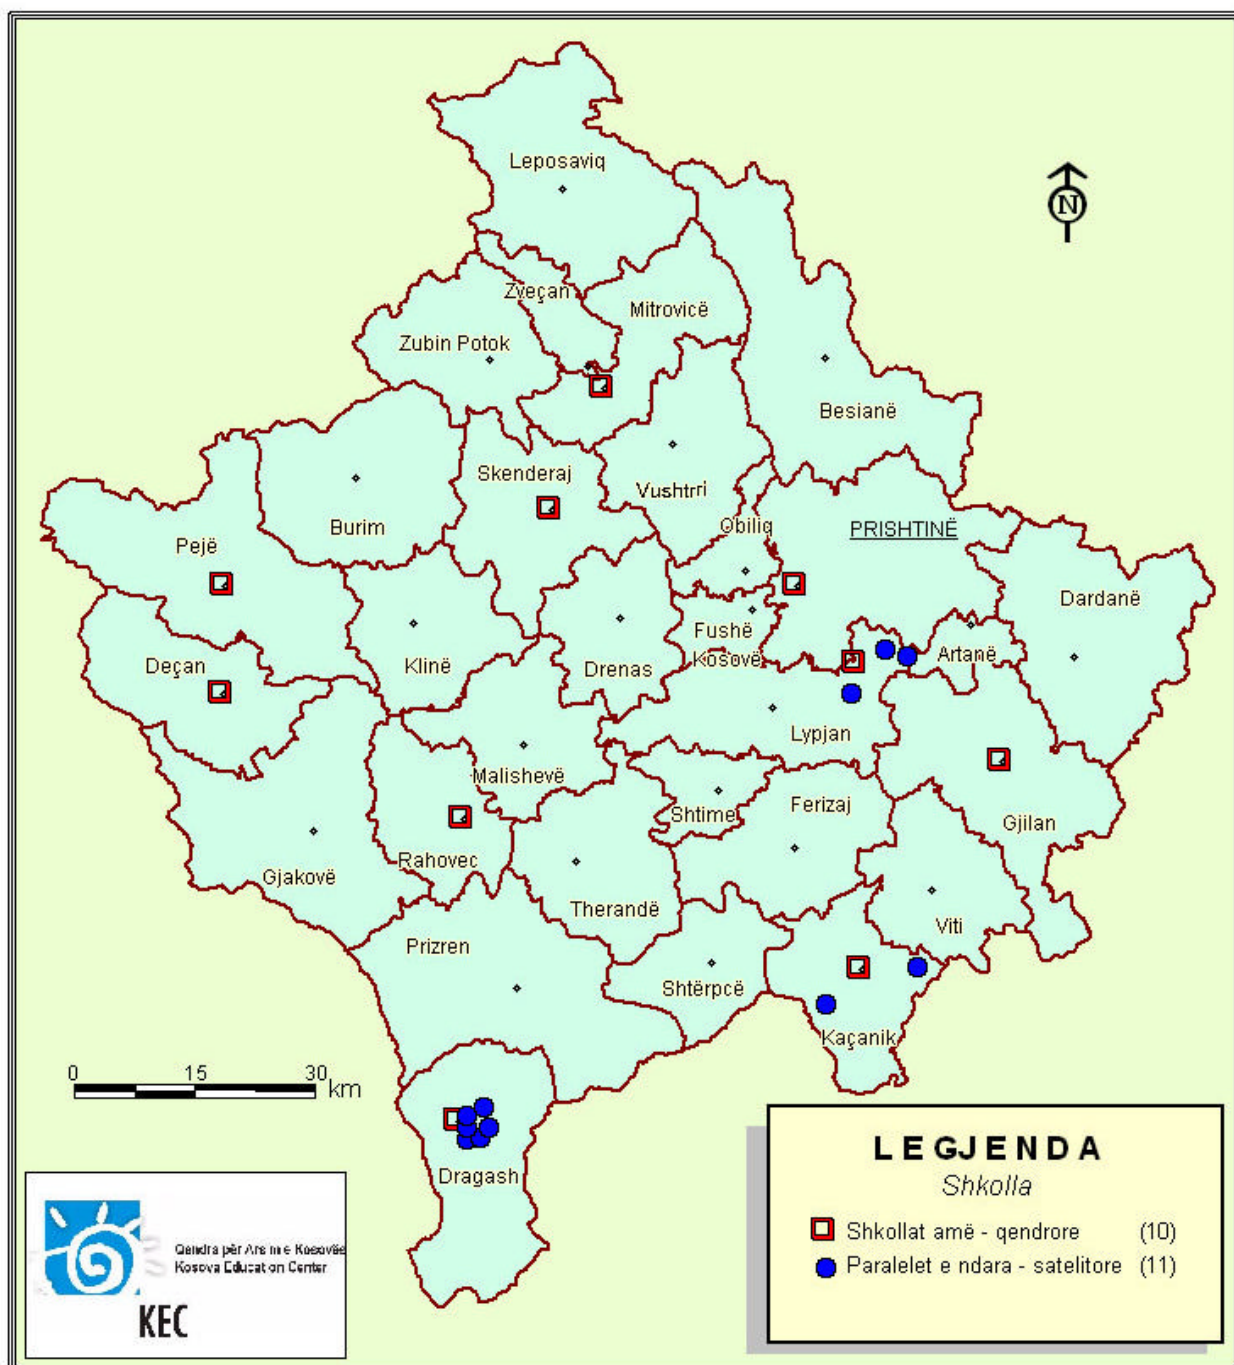 Leposaviq
N
Zveçan
Mitrovicë
Zubin Potok
Besianë
Skenderaj
Vushtrri
Burim
Obiliq
PRISHTINË
Pejë
Dardanë
Fushë
Kosovë
Artanë
Deçan
Klinë
Drenas
Lypjan
Malishevë
Shtime
Ferizaj
Gjilan
Rahovec
Gjakovë
Therandë
Viti
Prizren
Shtërpcë
Kaçanik
0 15 30 km
Dragash
LEGJENDA
Shkolla
Shkollat amë - qendrore (10)
Paralelet e ndara - satelitore (11)
Qendra për Kosova Education Center
KEC